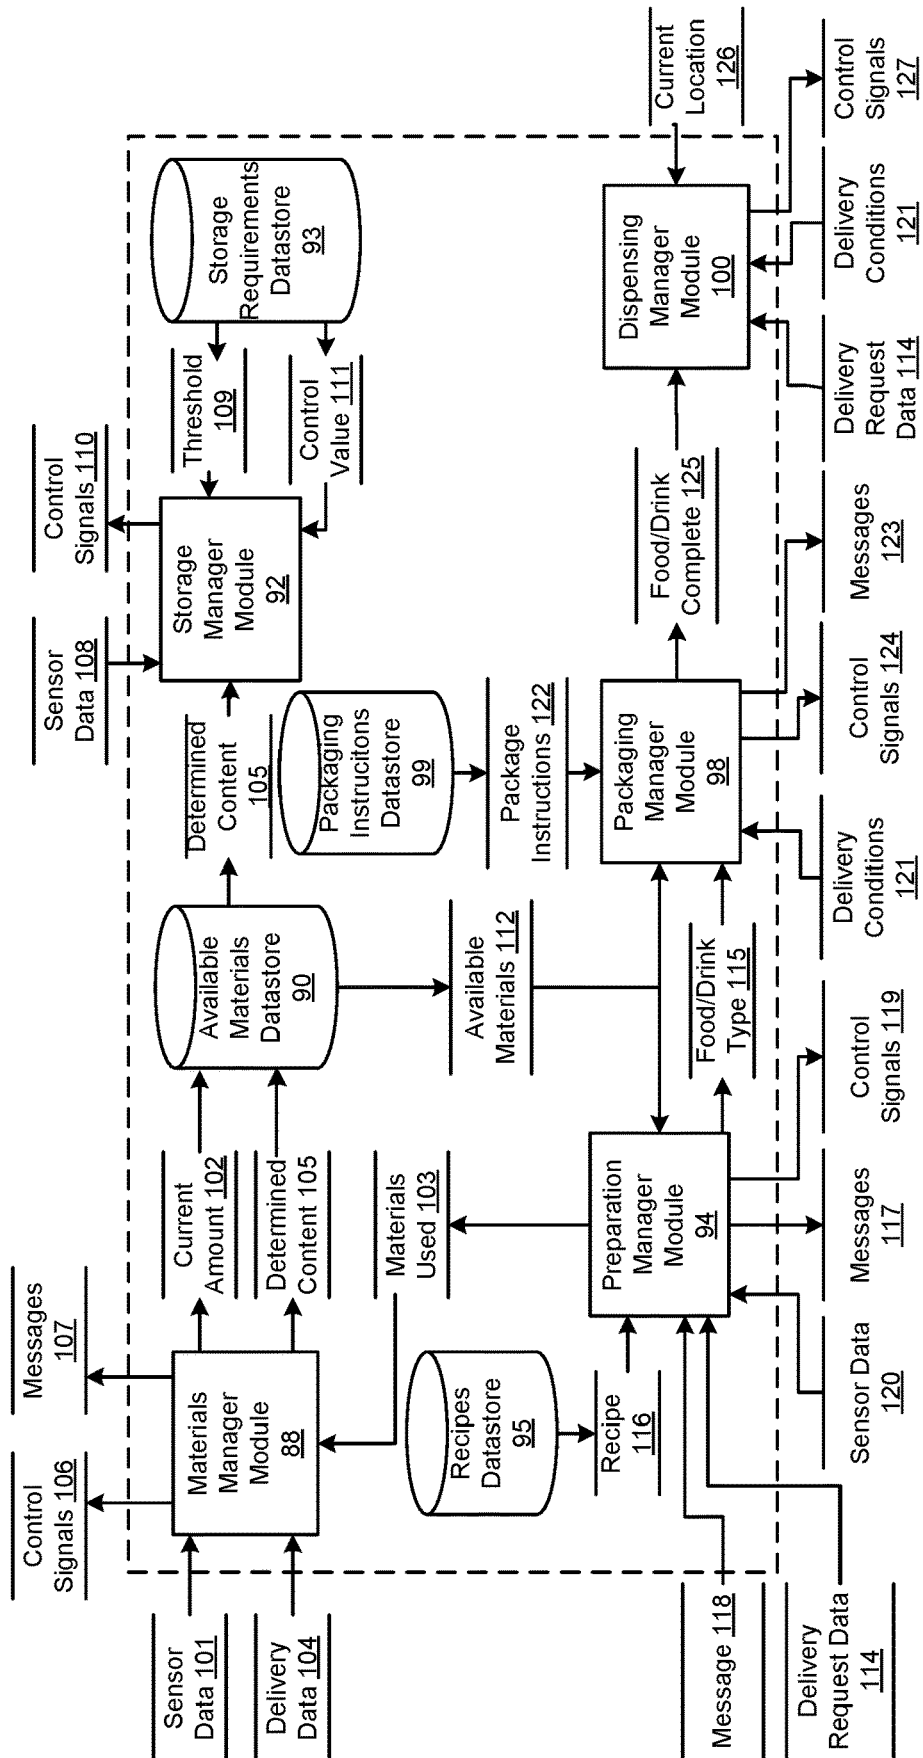 Control
Signals 106
Messages
107
Sensor
Data 108
Control
Signals 110
Sensor
Data 101
Delivery
Data 104
Materials
Manager
Module
88
Current
Amount 102
Determined
Content 105
Available
Materials
Datastore
90
Determined
Content
105
Storage
Manager
Module
92
Threshold
109
Control
Value 111
Storage
Requirements
Datastore
93
Recipes
Datastore
95
Materials
Used 103
Available
Materials 112
Packaging
Instrucitons
Datastore
99
Package
Instructions 122
Recipe
116
Preparation
Manager
Module
94
Food/Drink
Type 115
Packaging
Manager
Module
98
Food/Drink
Complete 125
Dispensing
Manager
Module
100
Current
Location
126
Message 118
Delivery
Request Data
114
Sensor Data
120
Messages
117
Control
Signals 119
Delivery
Conditions
121
Control
Signals 124
Messages
123
Delivery
Request
Data 114
Delivery
Conditions
121
Control
Signals
127